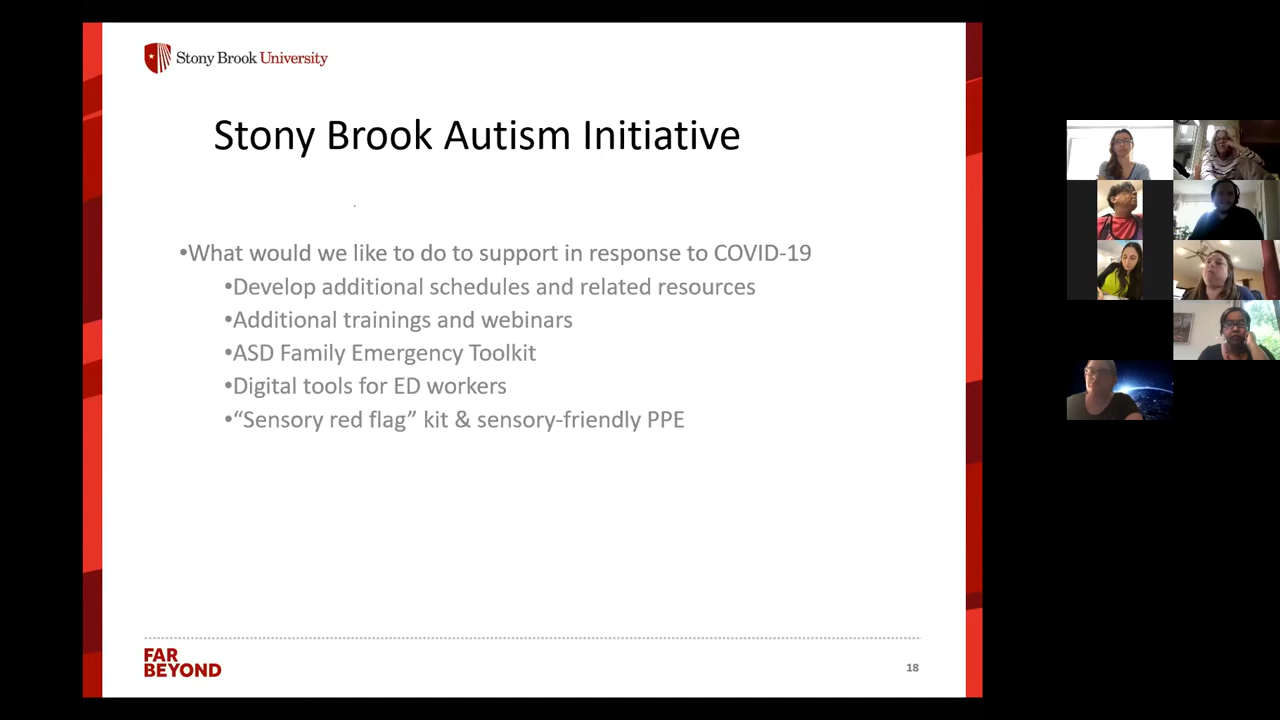 Stony Brook University
Stony Brook Autism Initiative
•What would we like to do to support in response to COVID-19
•Develop additional schedules and related resources
•Additional trainings and webinars
•ASD Family Emergency Toolkit
•Digital tools for ED workers
•“Sensory red flag” kit & sensory-friendly PPE
FAR
BEYOND
18